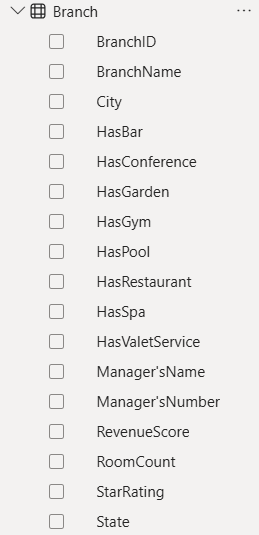 Branch
BranchID
BranchName
City
HasBar
HasConference
HasGarden
HasGym
HasPool
HasRestaurant
HasSpa
HasValetService
Manager'sName
Manager'sNumber
RevenueScore
RoomCount
StarRating
State